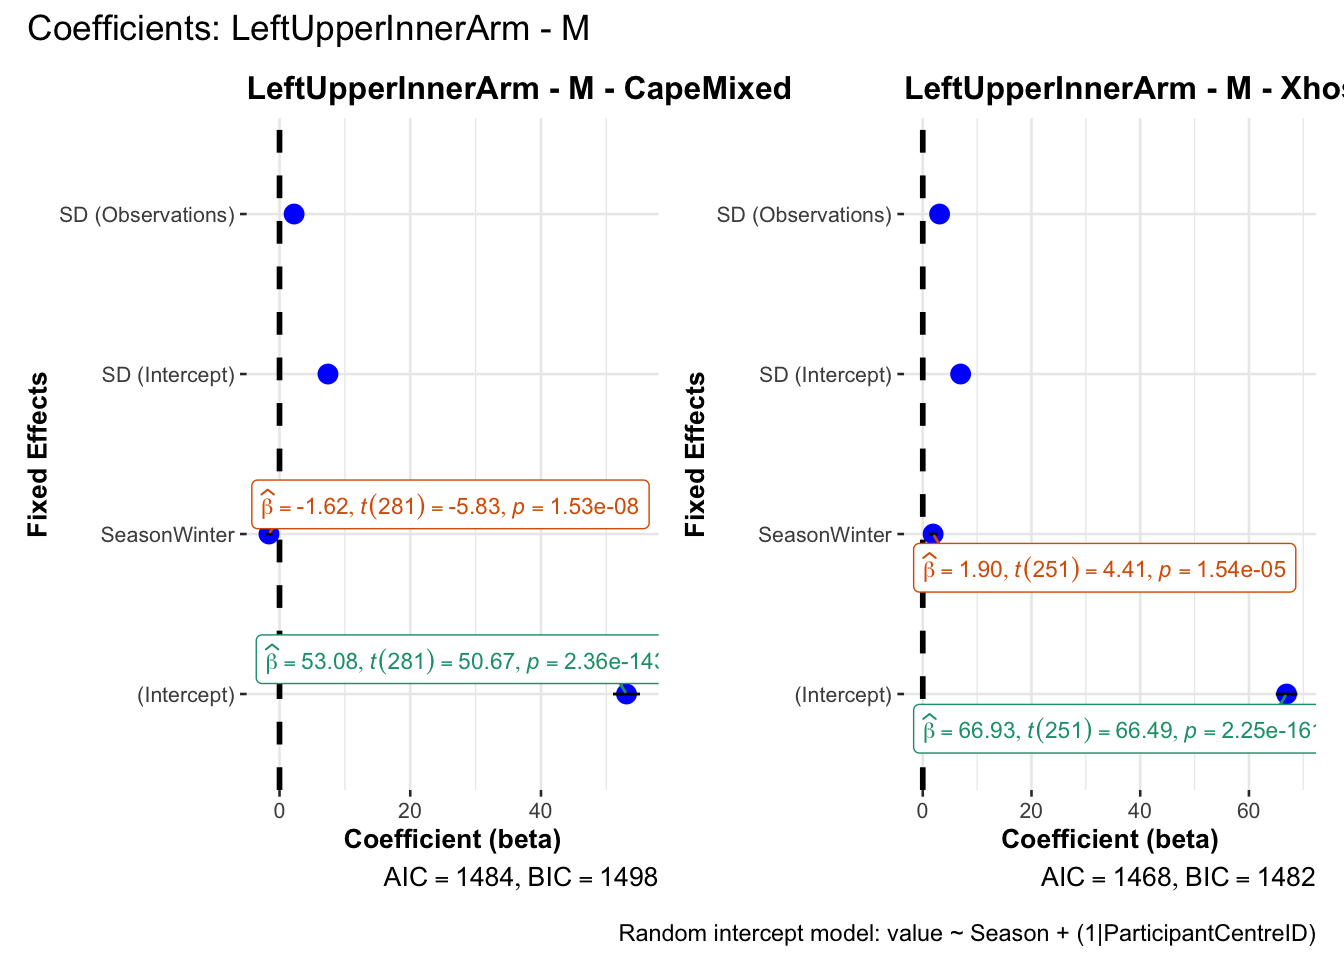 Coefficients: LeftUpperInnerArm - M
LeftUpperInnerArm - M - CapeMixed
SD (Observations)
SD (Intercept)
SeasonWinter
(Intercept)
Fixed Effects
β̂ = -1.62, t(281) = -5.83, p = 1.53e-08
β̂ = 53.08, t(281) = 50.67, p = 2.36e-143
0 20 40
Coefficient (beta)
AIC = 1484, BIC = 1498
LeftUpperInnerArm - M - Xhos
SD (Observations)
SD (Intercept)
SeasonWinter
(Intercept)
Fixed Effects
β̂ = 1.90, t(251) = 4.41, p = 1.54e-05
β̂ = 66.93, t(251) = 66.49, p = 2.25e-161
0 20 40 60
Coefficient (beta)
AIC = 1468, BIC = 1482
Random intercept model: value ~ Season + (1|ParticipantCentreID)